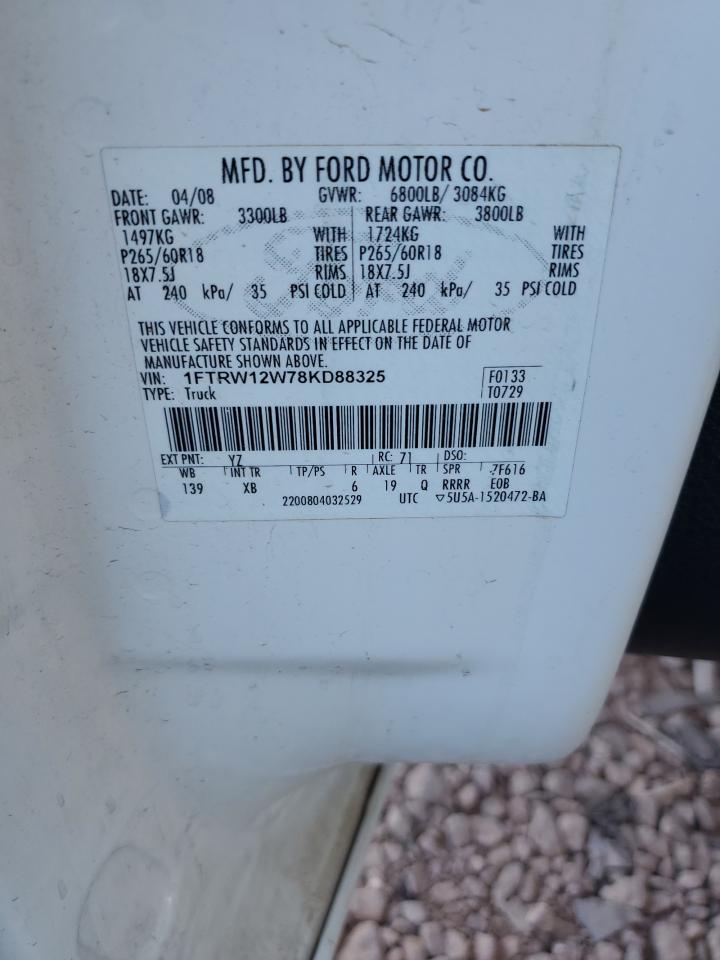 MFD. BY FORD MOTOR CO.
DATE: 04/08 GVWR: 6800LB/ 3084KG
FRONT GAWR: 3300LB REAR GAWR: 3800LB
1497KG WITH 1724KG WITH
P265/60R18 TIRES P265/60R18 TIRES
18X7.5J RIMS 18X7.5J RIMS
AT 240 kPa/ 35 PSI COLD AT 240 kPa/ 35 PSI COLD
THIS VEHICLE CONFORMS TO ALL APPLICABLE FEDERAL MOTOR
VEHICLE SAFETY STANDARDS IN EFFECT ON THE DATE OF
MANUFACTURE SHOWN ABOVE.
VIN: 1FTRW12W78KD88325 F0133
TYPE: Truck T0729
EXT PNT: YZ RC: 71 DSO:
WB INT TR TP/PS R AXLE TR SPR 7F616
139 XB 6 19 Q RRRR EOB
2200804032529 UTC ▽5U5A-1520472-BA